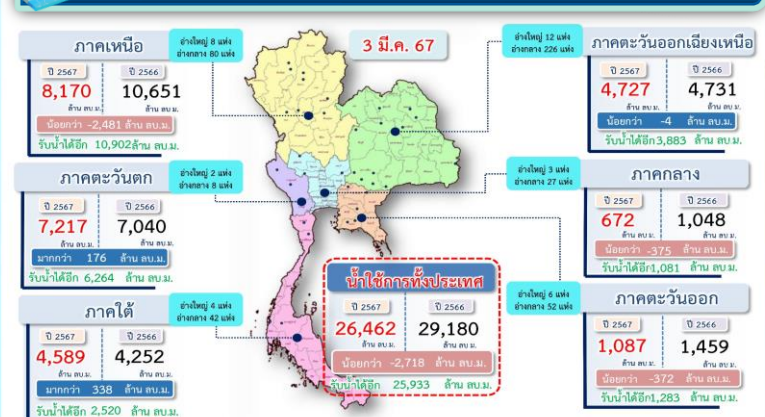 3 มี.ค. 67
ภาคเหนือ
อ่างใหญ่ 8 แห่ง
อ่างกลาง 80 แห่ง
ปี 2567
ปี 2566
8,170
10,651
ล้าน ลบ.ม.
ล้าน ลบ.ม.
น้อยกว่า -2,481 ล้าน ลบ.ม.
รับน้ำได้อีก 10,902ล้าน ลบ.ม.
ภาคตะวันตก
อ่างใหญ่ 2 แห่ง
อ่างกลาง 8 แห่ง
ปี 2567
ปี 2566
7,217
7,040
ล้าน ลบ.ม.
ล้าน ลบ.ม.
มากกว่า 176 ล้าน ลบ.ม.
รับน้ำได้อีก 6,264 ล้าน ลบ.ม.
ภาคใต้
อ่างใหญ่ 4 แห่ง
อ่างกลาง 42 แห่ง
ปี 2567
ปี 2566
4,589
4,252
ล้าน ลบ.ม.
ล้าน ลบ.ม.
มากกว่า 338 ล้าน ลบ.ม.
รับน้ำได้อีก 2,520 ล้าน ลบ.ม.
อ่างใหญ่ 12 แห่ง
อ่างกลาง 226 แห่ง
ภาคตะวันออกเฉียงเหนือ
ปี 2567
ปี 2566
4,727
4,731
ล้าน ลบ.ม.
ล้าน ลบ.ม.
น้อยกว่า -4 ล้าน ลบ.ม.
รับน้ำได้อีก3,883 ล้าน ลบ.ม.
อ่างใหญ่ 3 แห่ง
อ่างกลาง 27 แห่ง
ภาคกลาง
ปี 2567
ปี 2566
672
1,048
ล้าน ลบ.ม.
ล้าน ลบ.ม.
น้อยกว่า -375 ล้าน ลบ.ม.
รับน้ำได้อีก1,081 ล้าน ลบ.ม.
อ่างใหญ่ 6 แห่ง
อ่างกลาง 52 แห่ง
ภาคตะวันออก
ปี 2567
ปี 2566
1,087
1,459
ล้าน ลบ.ม.
ล้าน ลบ.ม.
น้อยกว่า -372 ล้าน ลบ.ม.
รับน้ำได้อีก1,283 ล้าน ลบ.ม.
น้ำใช้การทั้งประเทศ
ปี 2567
ปี 2566
26,462
29,180
ล้าน ลบ.ม.
ล้าน ลบ.ม.
น้อยกว่า -2,718 ล้าน ลบ.ม.
รับน้ำได้อีก 25,933 ล้าน ลบ.ม.